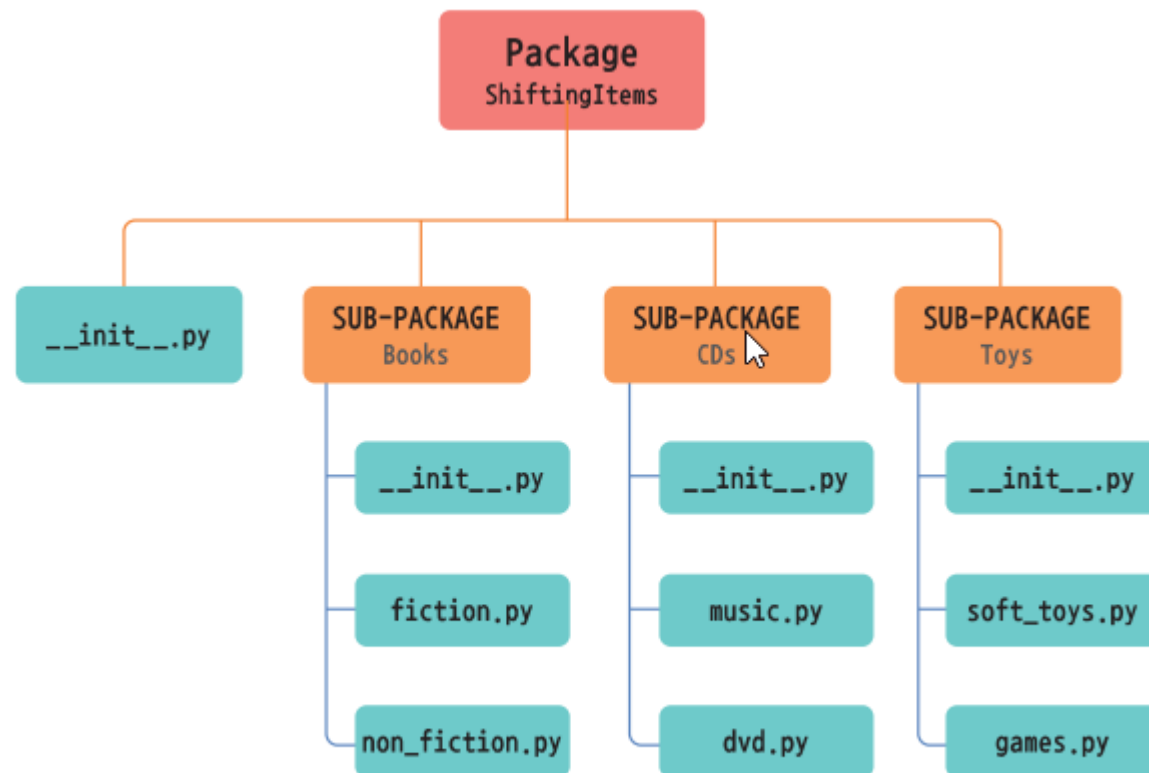 Package
ShiftingItems
__init__.py
SUB-PACKAGE
Books
SUB-PACKAGE
CDs
SUB-PACKAGE
Toys
__init__.py
__init__.py
__init__.py
fiction.py
music.py
soft_toys.py
non_fiction.py
dvd.py
games.py